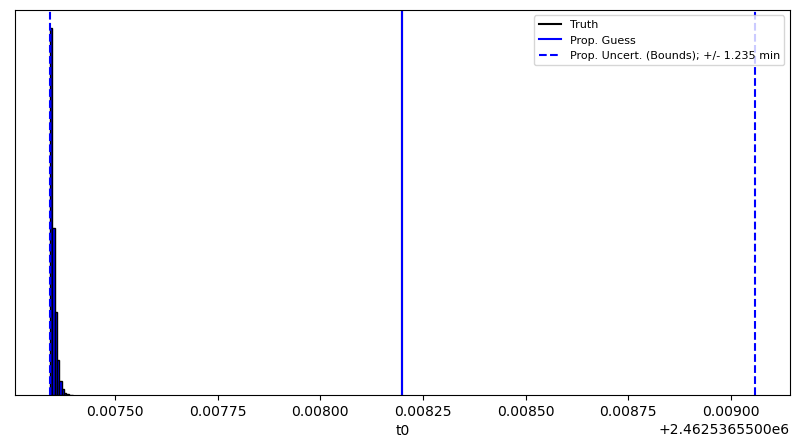 Truth
Prop. Guess
Prop. Uncert. (Bounds); +/- 1.235 min
0.00750 0.00775 0.00800 0.00825 0.00850 0.00875 0.00900
t0
+2.4625365500e6